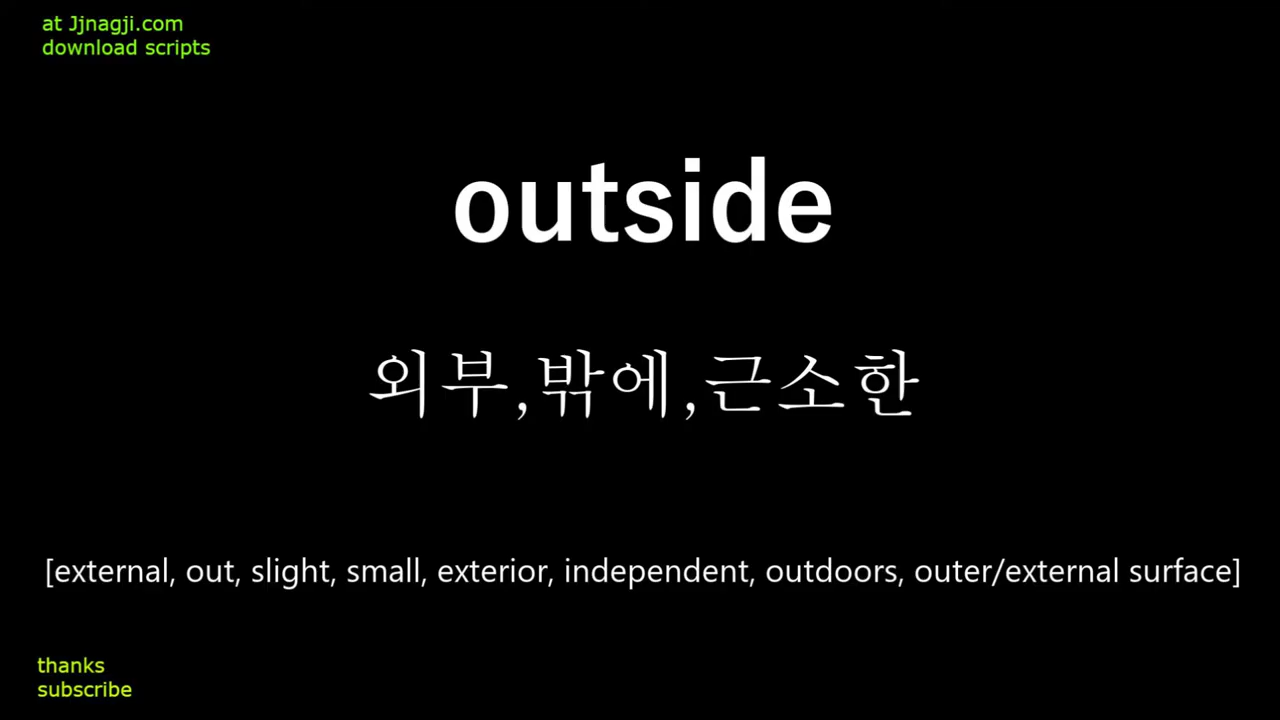 at Jjnagji.com
download scripts
outside
외부,밖에,근소한
[external, out, slight, small, exterior, independent, outdoors, outer/external surface]
thanks
subscribe